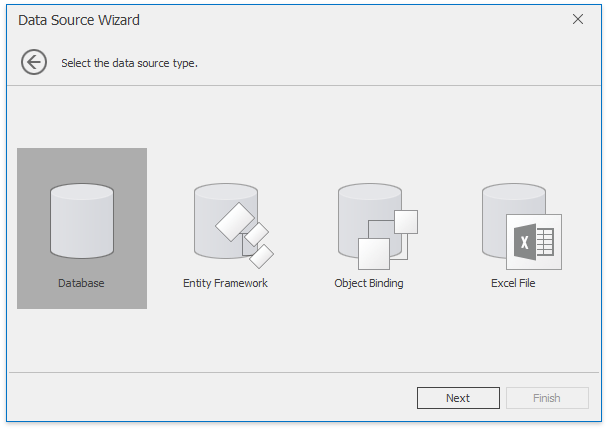 Data Source Wizard
Select the data source type.
Database
Entity Framework
Object Binding
X
Excel File
Next
Finish